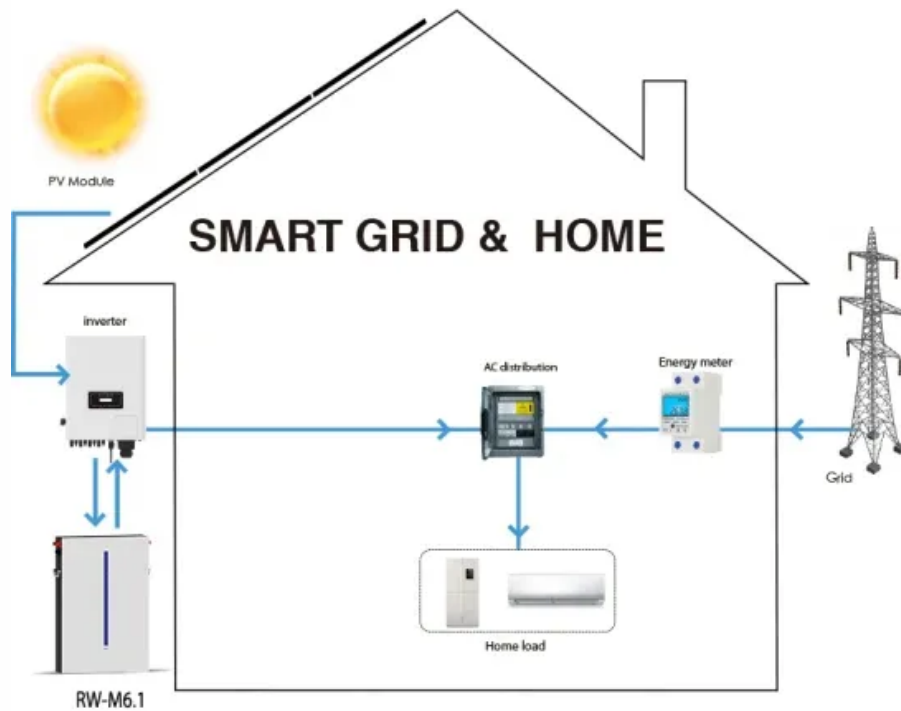 PV Module
SMART GRID & HOME
inverter
AC distribution
Energy meter
Grid
Home load
RW-M6.1